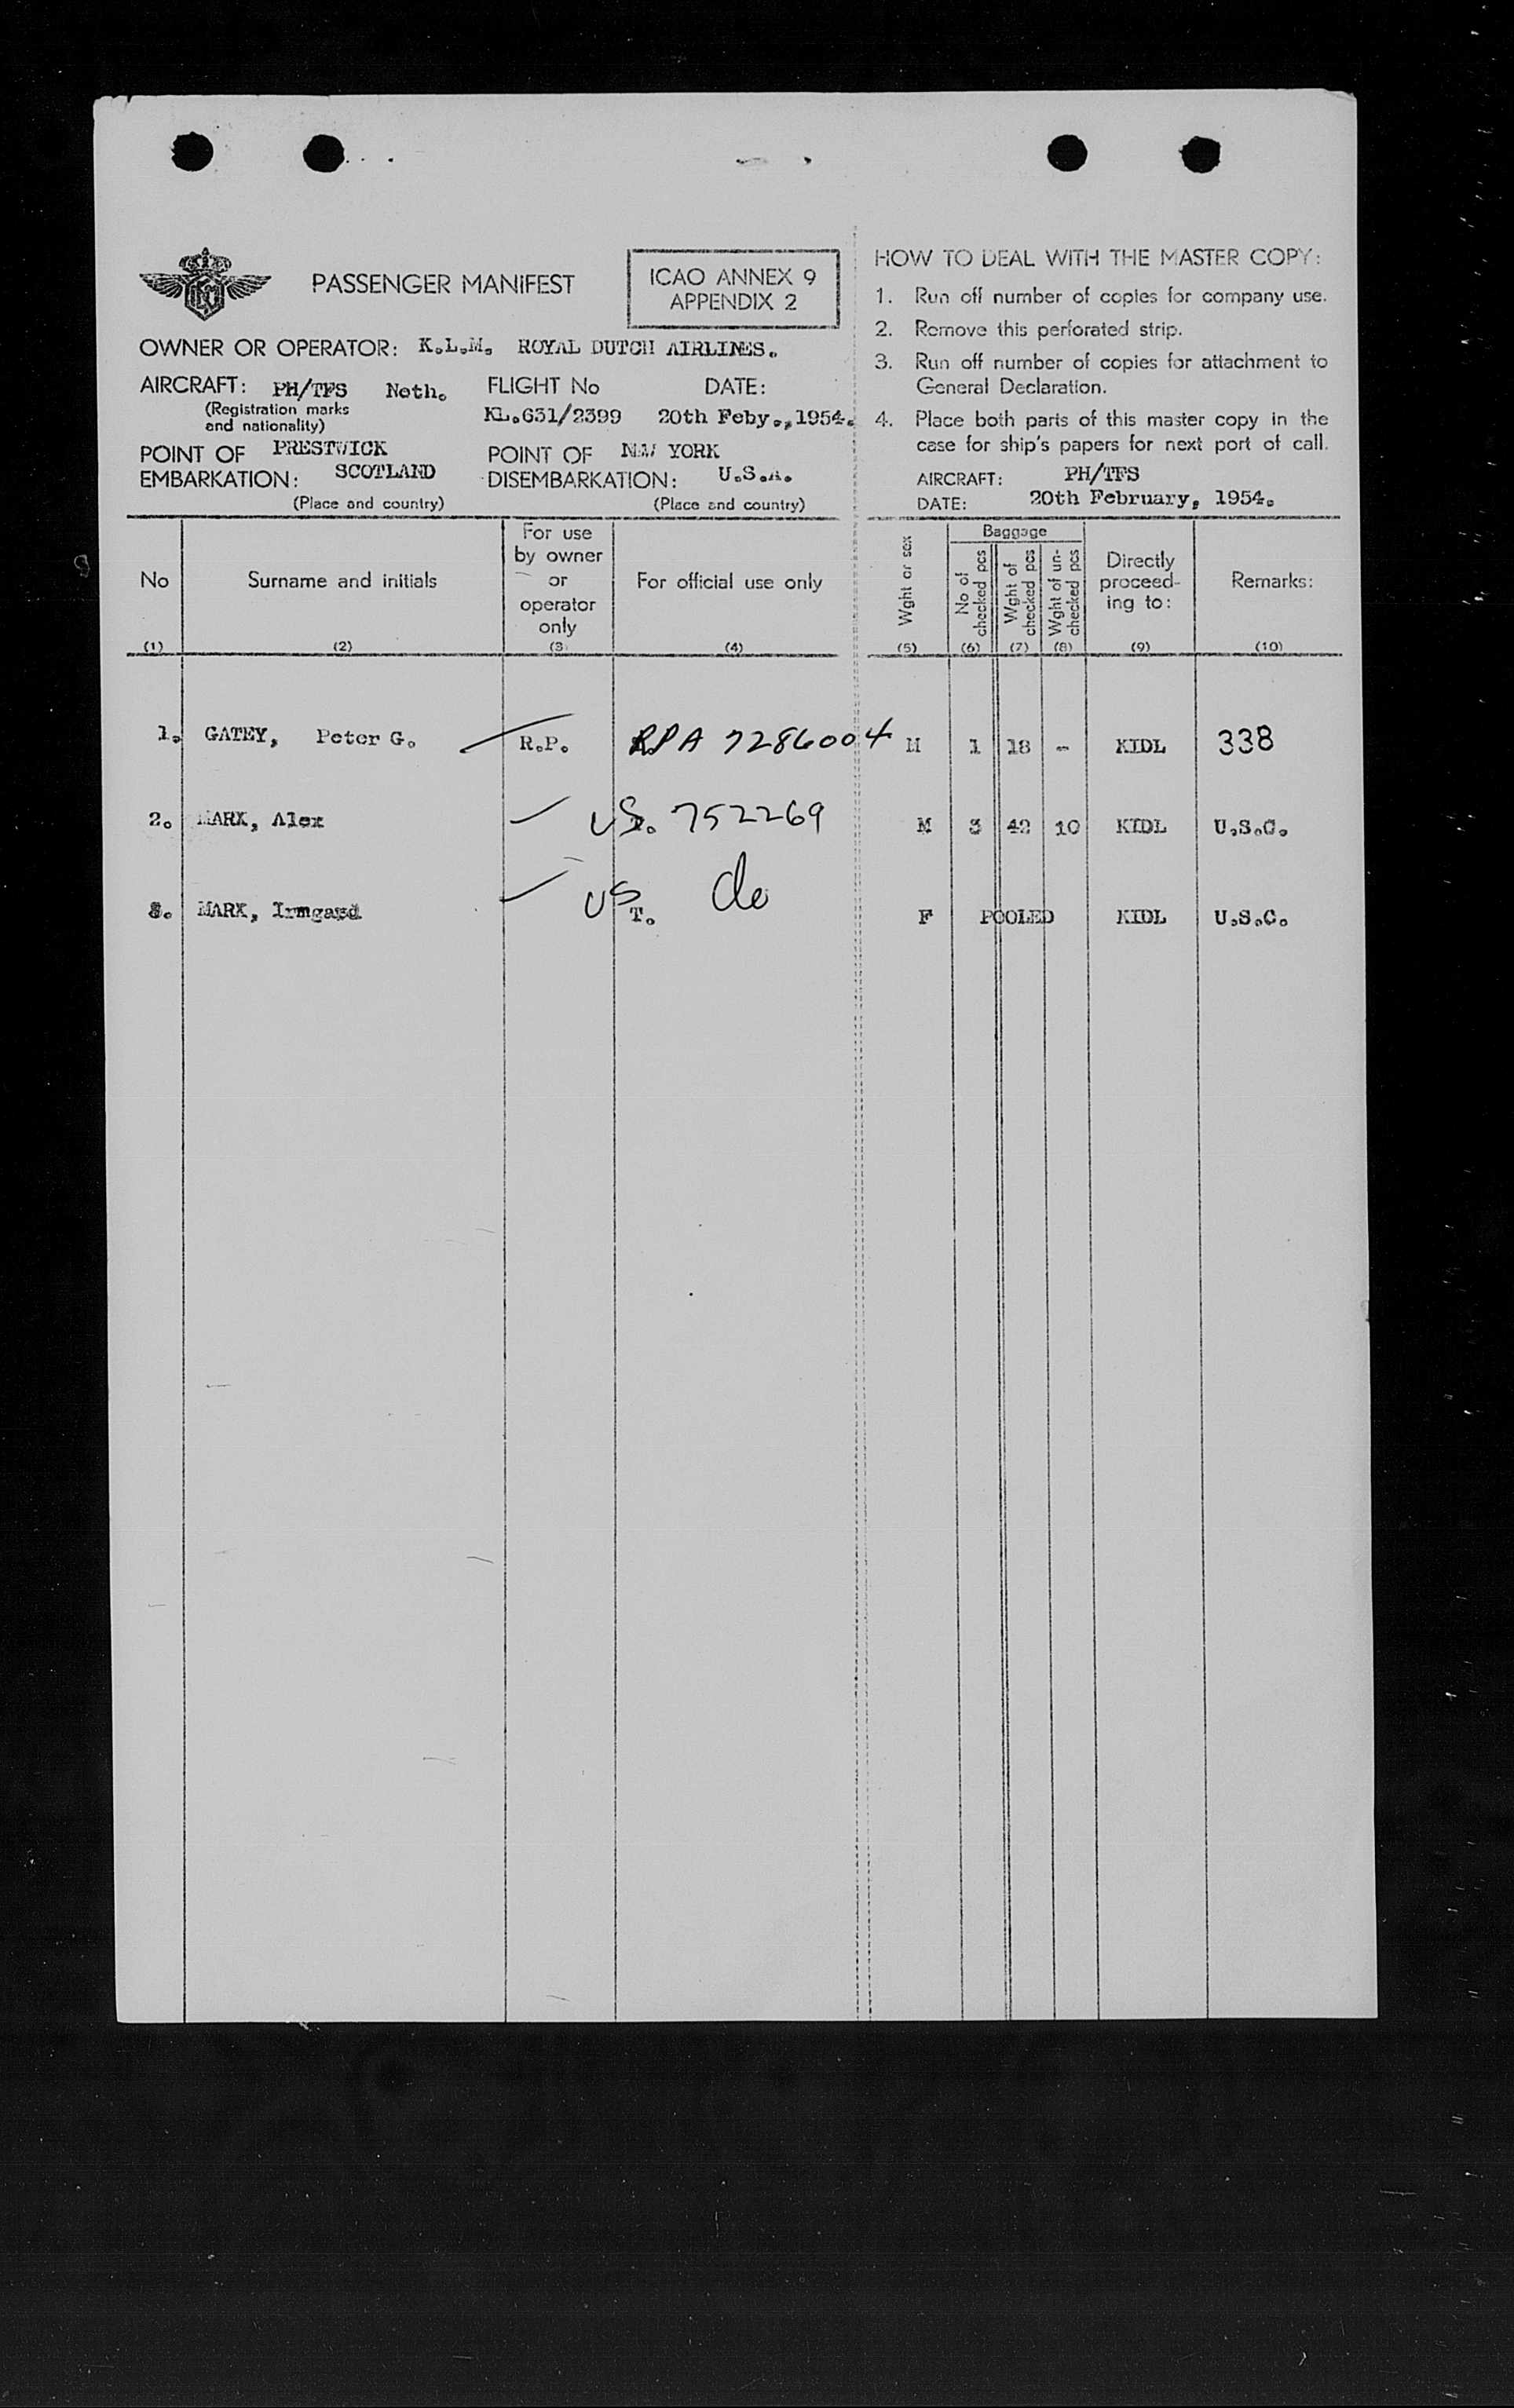 PASSENGER MANIFEST
ICAO ANNEX 9
APPENDIX 2
OWNER OR OPERATOR: K.L.M. ROYAL DUTCH AIRLINES.
AIRCRAFT: PH/TFS Neth. FLIGHT No DATE:
(Registration marks and nationality) KL.631/2399 20th Feby.,1954.
POINT OF EMBARKATION: PRESTWICK SCOTLAND
(Place and country)
POINT OF DISEMBARKATION: NEW YORK U.S.A.
(Place and country)
HOW TO DEAL WITH THE MASTER COPY:
1. Run off number of copies for company use.
2. Remove this perforated strip.
3. Run off number of copies for attachment to
General Declaration.
4. Place both parts of this master copy in the
case for ship's papers for next port of call.
AIRCRAFT: PH/TFS
DATE: 20th February, 1954.
No
(1)
Surname and initials
(2)
For use
by owner
or
operator
only
(3)
For official use only
(4)
Wght or sex
(5)
Baggage
No of checked pcs
(6)
Wght of checked pcs
(7)
Wght of un-checked pcs
(8)
Directly
proceed-
ing to:
(9)
Remarks:
(10)
1. GATEY, Peter G. R.P. RPA 7286004 M 1 18 - KIDL 338
2. MARX, Alex US. 752269 M 3 42 10 KIDL U.S.C.
3. MARX, Irmgard US T. do F POOLED KIDL U.S.C.